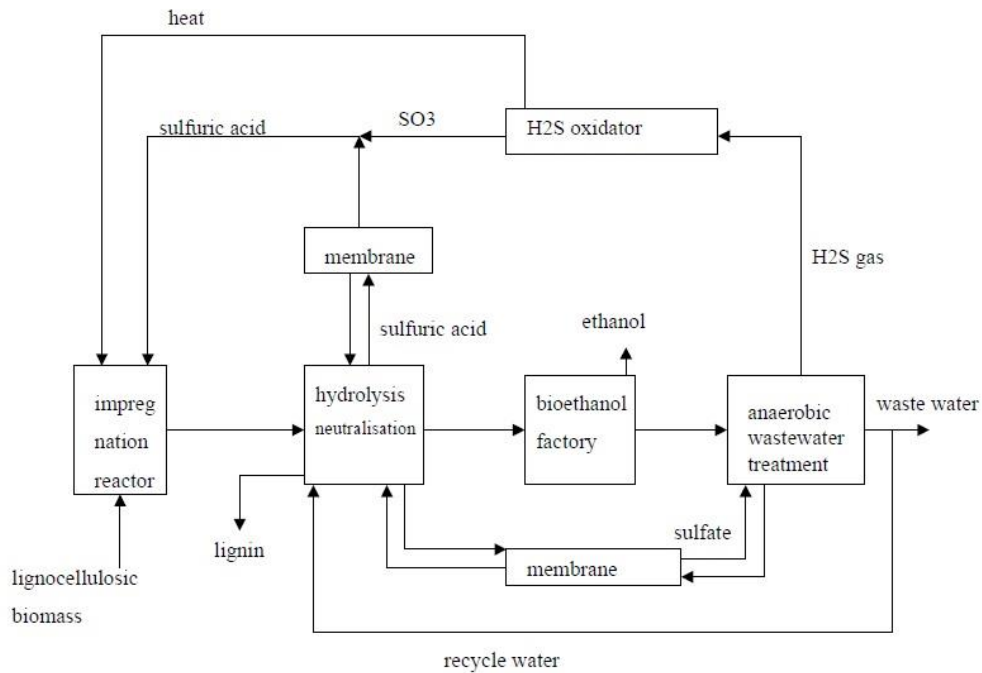 heat
SO3
H2S oxidator
sulfuric acid
membrane
H2S gas
sulfuric acid
ethanol
impreg
nation
reactor
hydrolysis
neutralisation
bioethanol
factory
anaerobic
wastewater
treatment
waste water
lignin
sulfate
membrane
lignocellulosic
biomass
recycle water